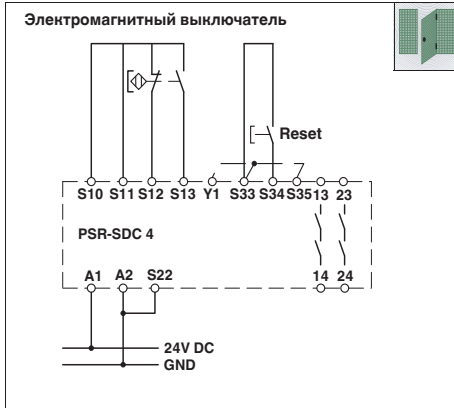 Электромагнитный выключатель
Reset
S10 S11 S12 S13 Y1 S33 S34 S35 13 23
PSR-SDC 4
A1 A2 S22 14 24
24V DC
GND